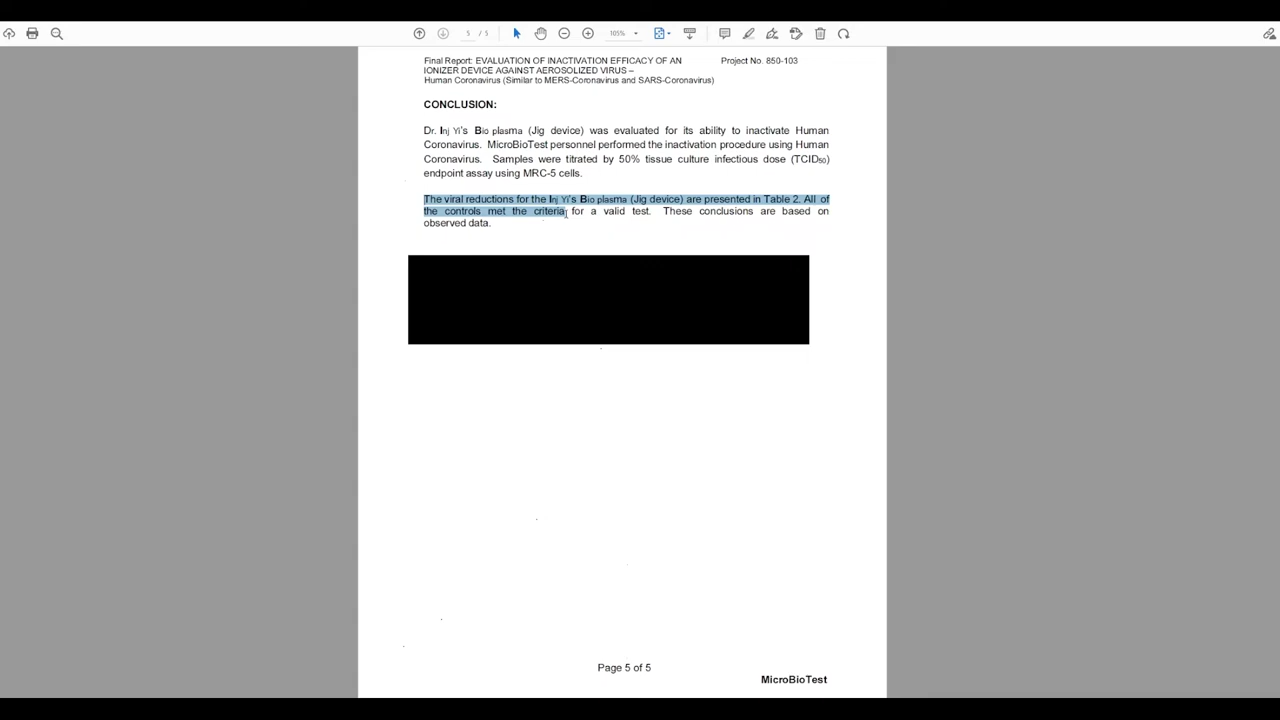 5 / 5
105%
Final Report: EVALUATION OF INACTIVATION EFFICACY OF AN Project No. 850-103
IONIZER DEVICE AGAINST AEROSOLIZED VIRUS –
Human Coronavirus (Similar to MERS-Coronavirus and SARS-Coronavirus)
CONCLUSION:
Dr. Inj Yi's Bio plasma (Jig device) was evaluated for its ability to inactivate Human
Coronavirus. MicroBioTest personnel performed the inactivation procedure using Human
Coronavirus. Samples were titrated by 50% tissue culture infectious dose (TCID50)
endpoint assay using MRC-5 cells.
The viral reductions for the Inj Yi's Bio plasma (Jig device) are presented in Table 2. All of
the controls met the criteria for a valid test. These conclusions are based on
observed data.
Page 5 of 5
MicroBioTest